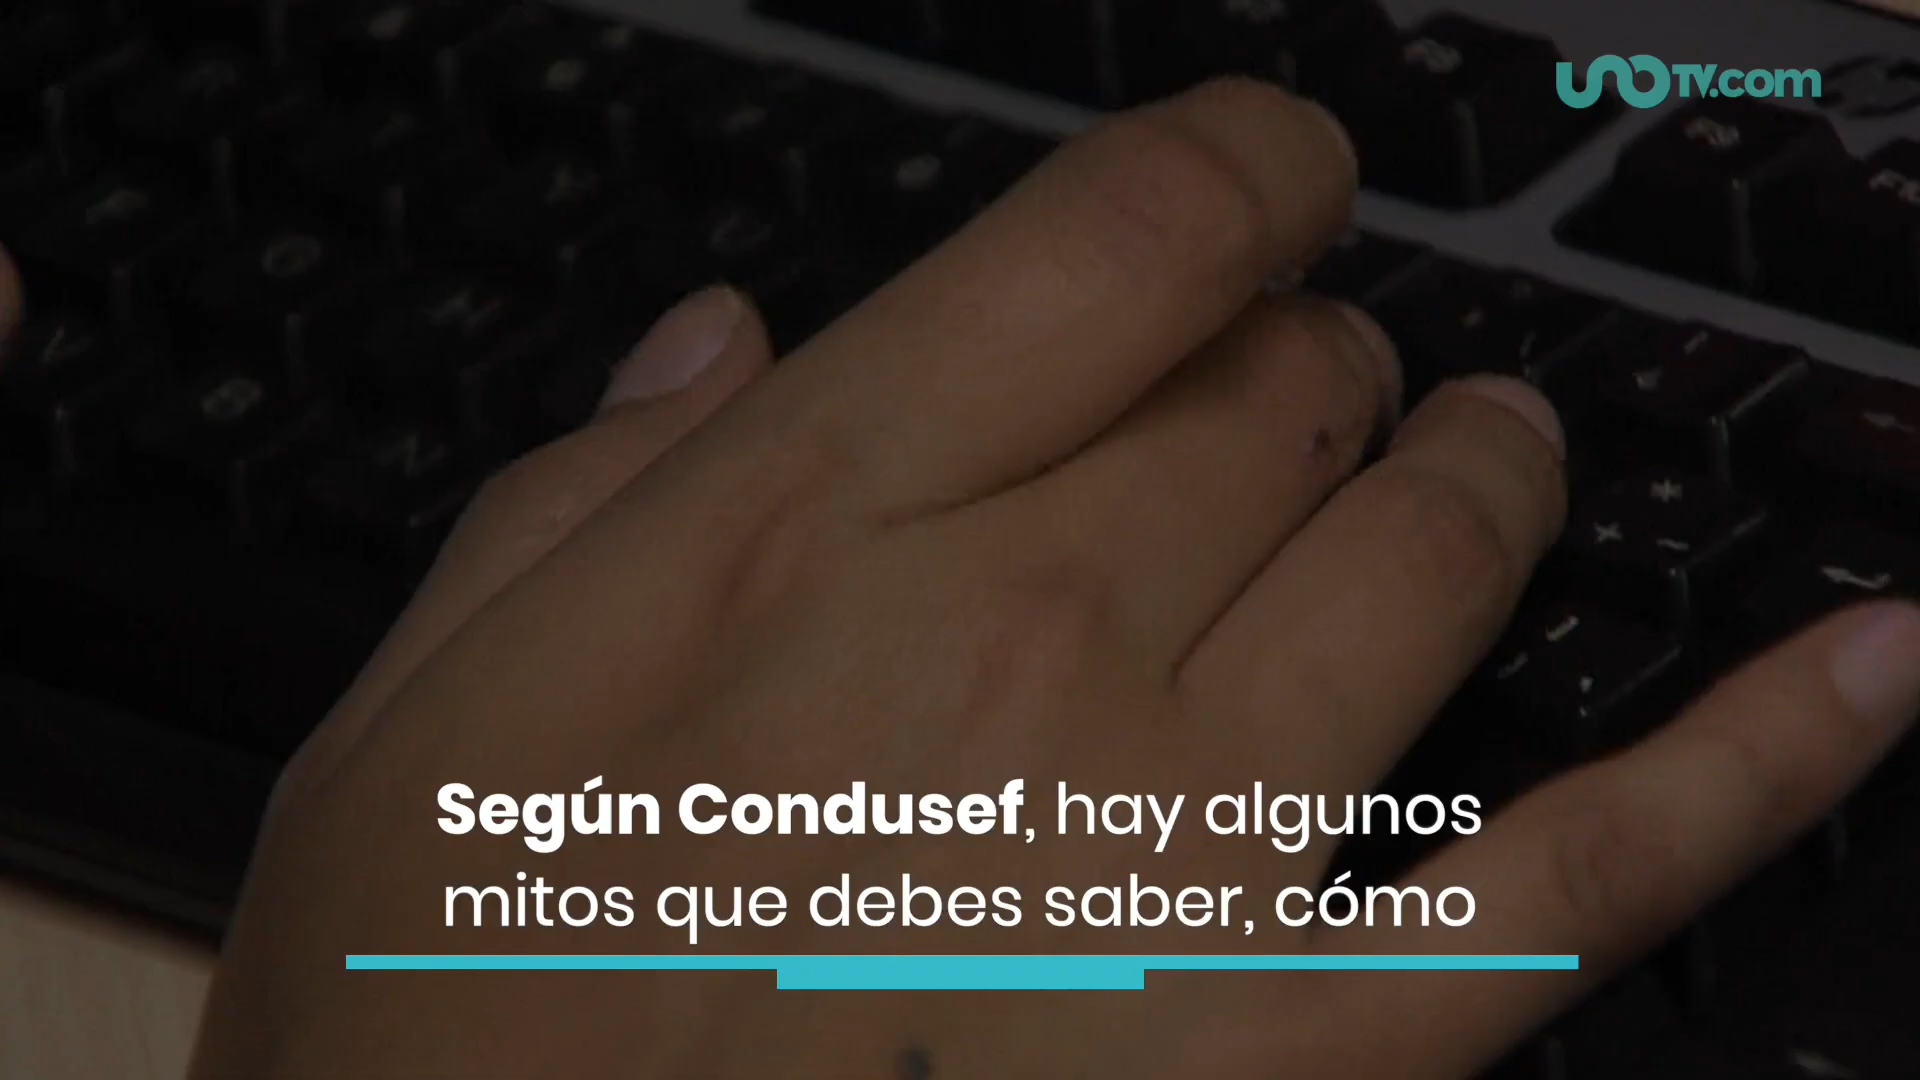 UNOTV.com
Según Condusef, hay algunos
mitos que debes saber, cómo